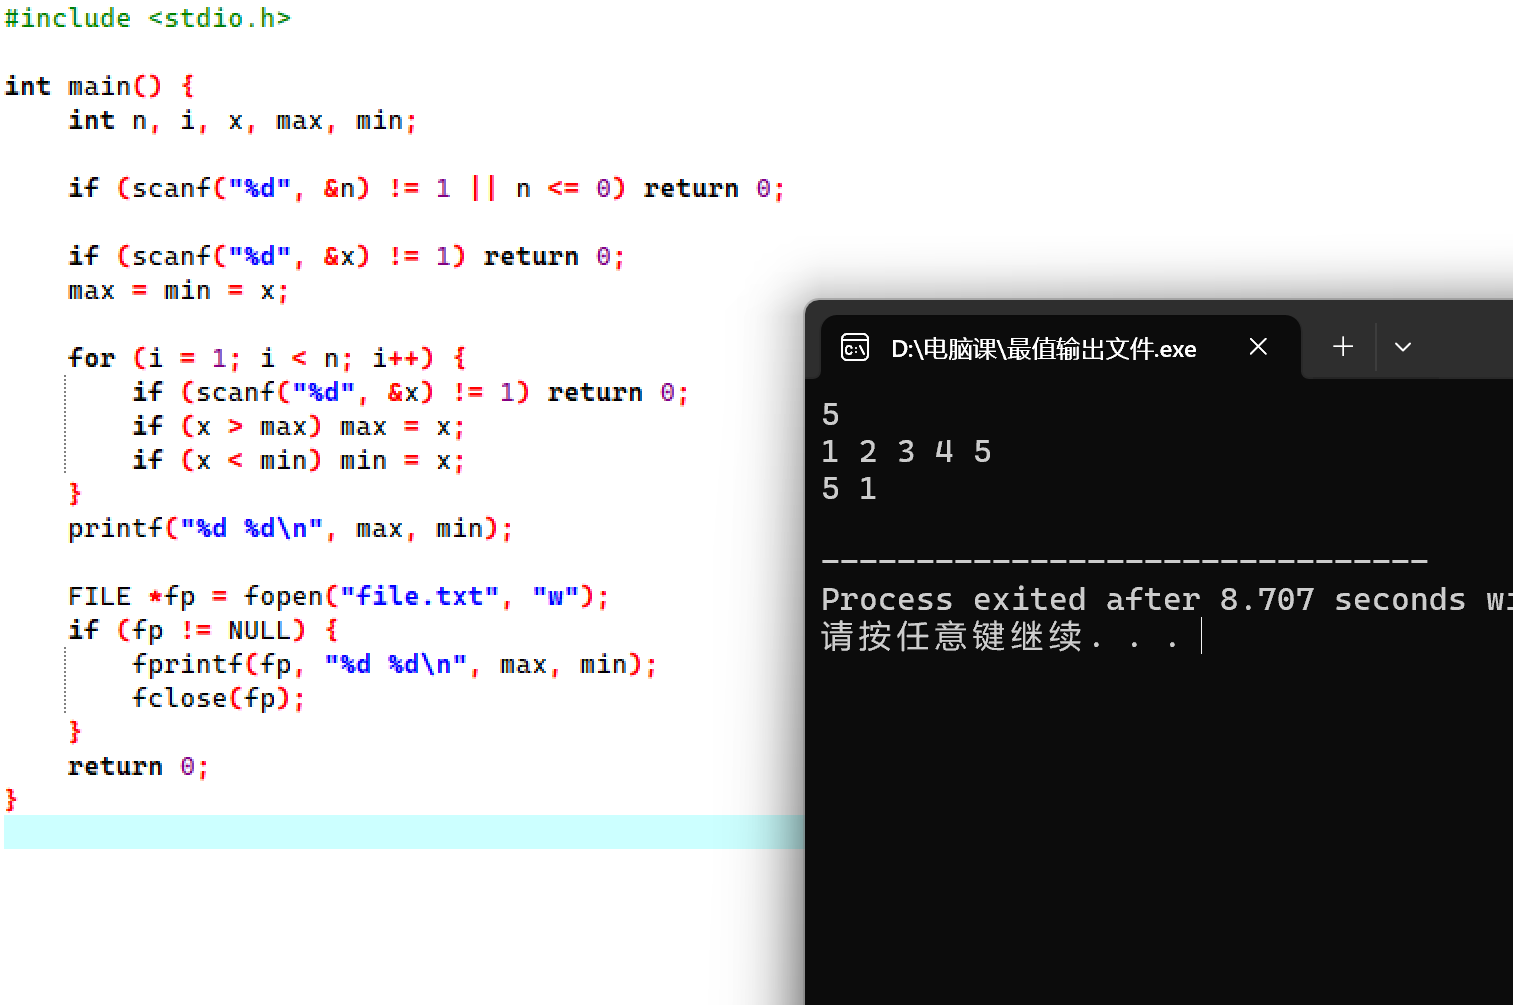 #include <stdio.h>
int main() {
int n, i, x, max, min;
if (scanf("%d", &n) != 1 || n <= 0) return 0;
if (scanf("%d", &x) != 1) return 0;
max = min = x;
for (i = 1; i < n; i++) {
if (scanf("%d", &x) != 1) return 0;
if (x > max) max = x;
if (x < min) min = x;
}
printf("%d %d\n", max, min);
FILE *fp = fopen("file.txt", "w");
if (fp != NULL) {
fprintf(fp, "%d %d\n", max, min);
fclose(fp);
}
return 0;
}
D:\电脑课\最值输出文件.exe
5
1 2 3 4 5
5 1
--------------------------------
Process exited after 8.707 seconds
请按任意键继续. . .